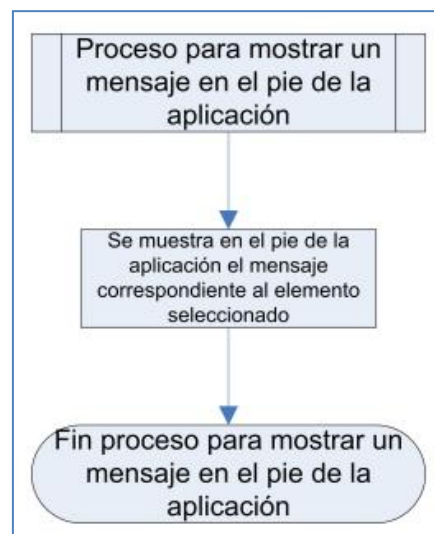 Proceso para mostrar un
mensaje en el pie de la
aplicación
Se muestra en el pie de la
aplicación el mensaje
correspondiente al elemento
seleccionado
Fin proceso para mostrar un
mensaje en el pie de la
aplicación